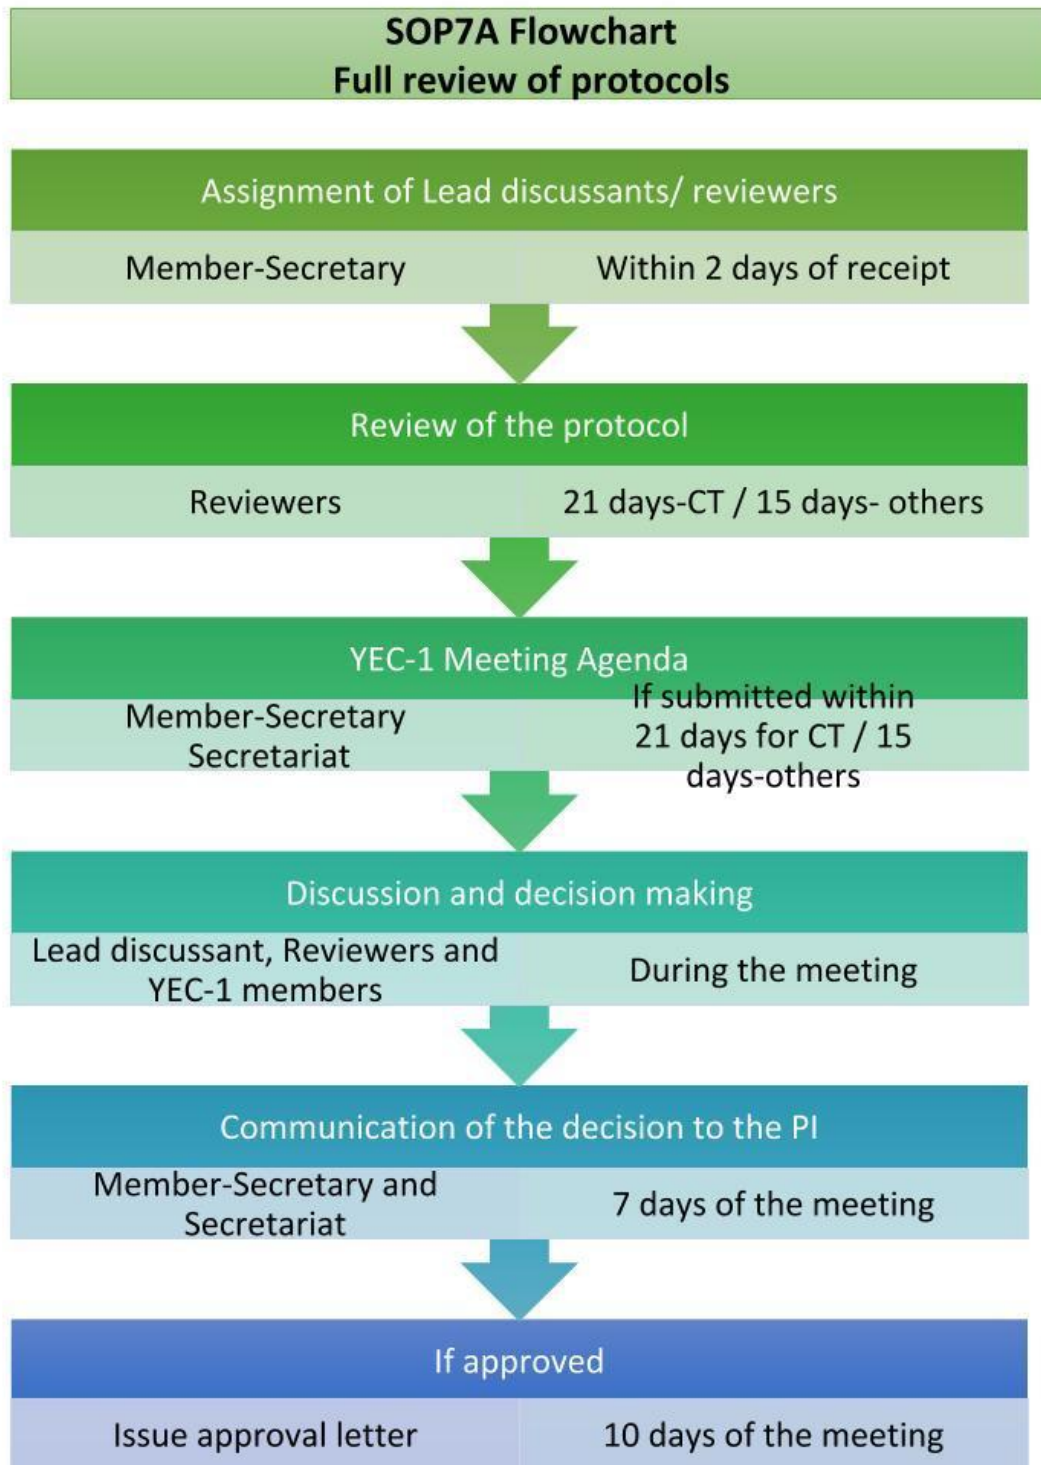 SOP7A Flowchart
Full review of protocols
Assignment of Lead discussants/ reviewers
Member-Secretary
Within 2 days of receipt
Review of the protocol
Reviewers
21 days-CT / 15 days- others
YEC-1 Meeting Agenda
Member-Secretary
Secretariat
If submitted within
21 days for CT / 15
days-others
Discussion and decision making
Lead discussant, Reviewers and
YEC-1 members
During the meeting
Communication of the decision to the PI
Member-Secretary and
Secretariat
7 days of the meeting
If approved
Issue approval letter
10 days of the meeting